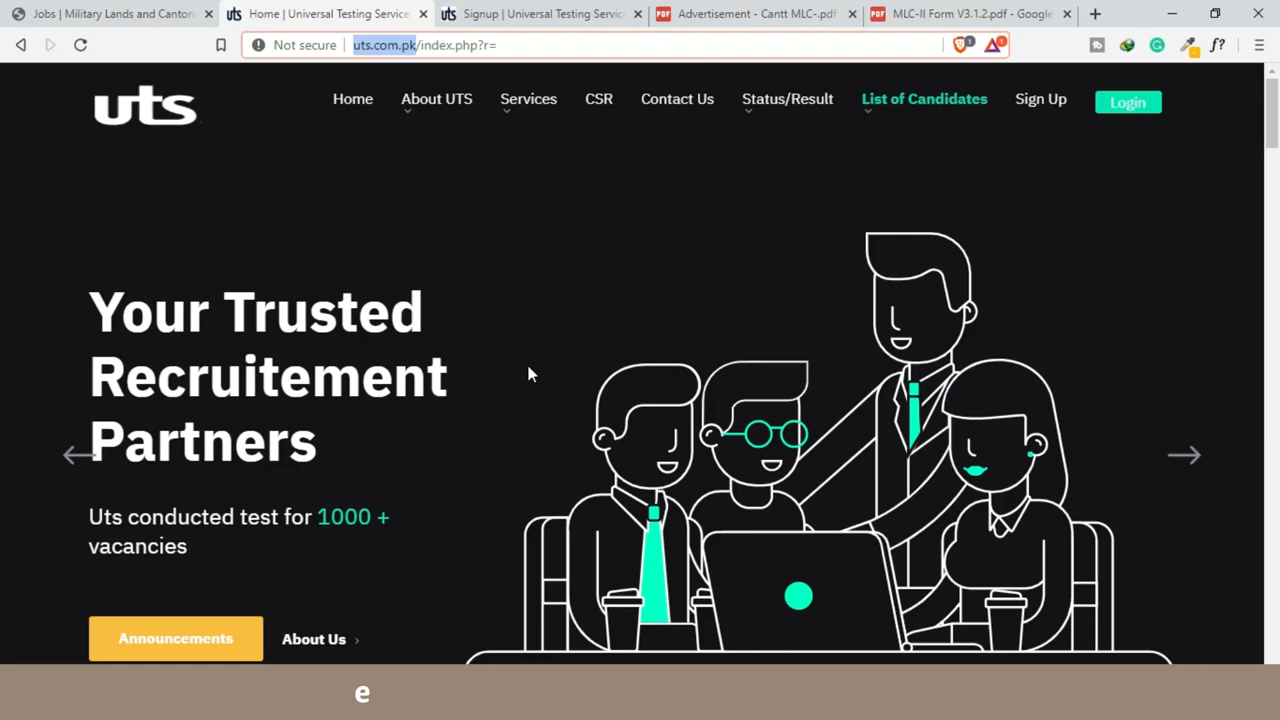 Jobs | Military Lands and Canton
Home | Universal Testing Service
Signup | Universal Testing Servic
Advertisement - Cantt MLC-.pdf
MLC-II Form V3.1.2.pdf - Google
Not secure
uts.com.pk/index.php?r=
1
1
f?
uts
Home
About UTS
Services
CSR
Contact Us
Status/Result
List of Candidates
Sign Up
Login
Your Trusted
Recruitement
Partners
Uts conducted test for 1000 +
vacancies
Announcements
About Us
e